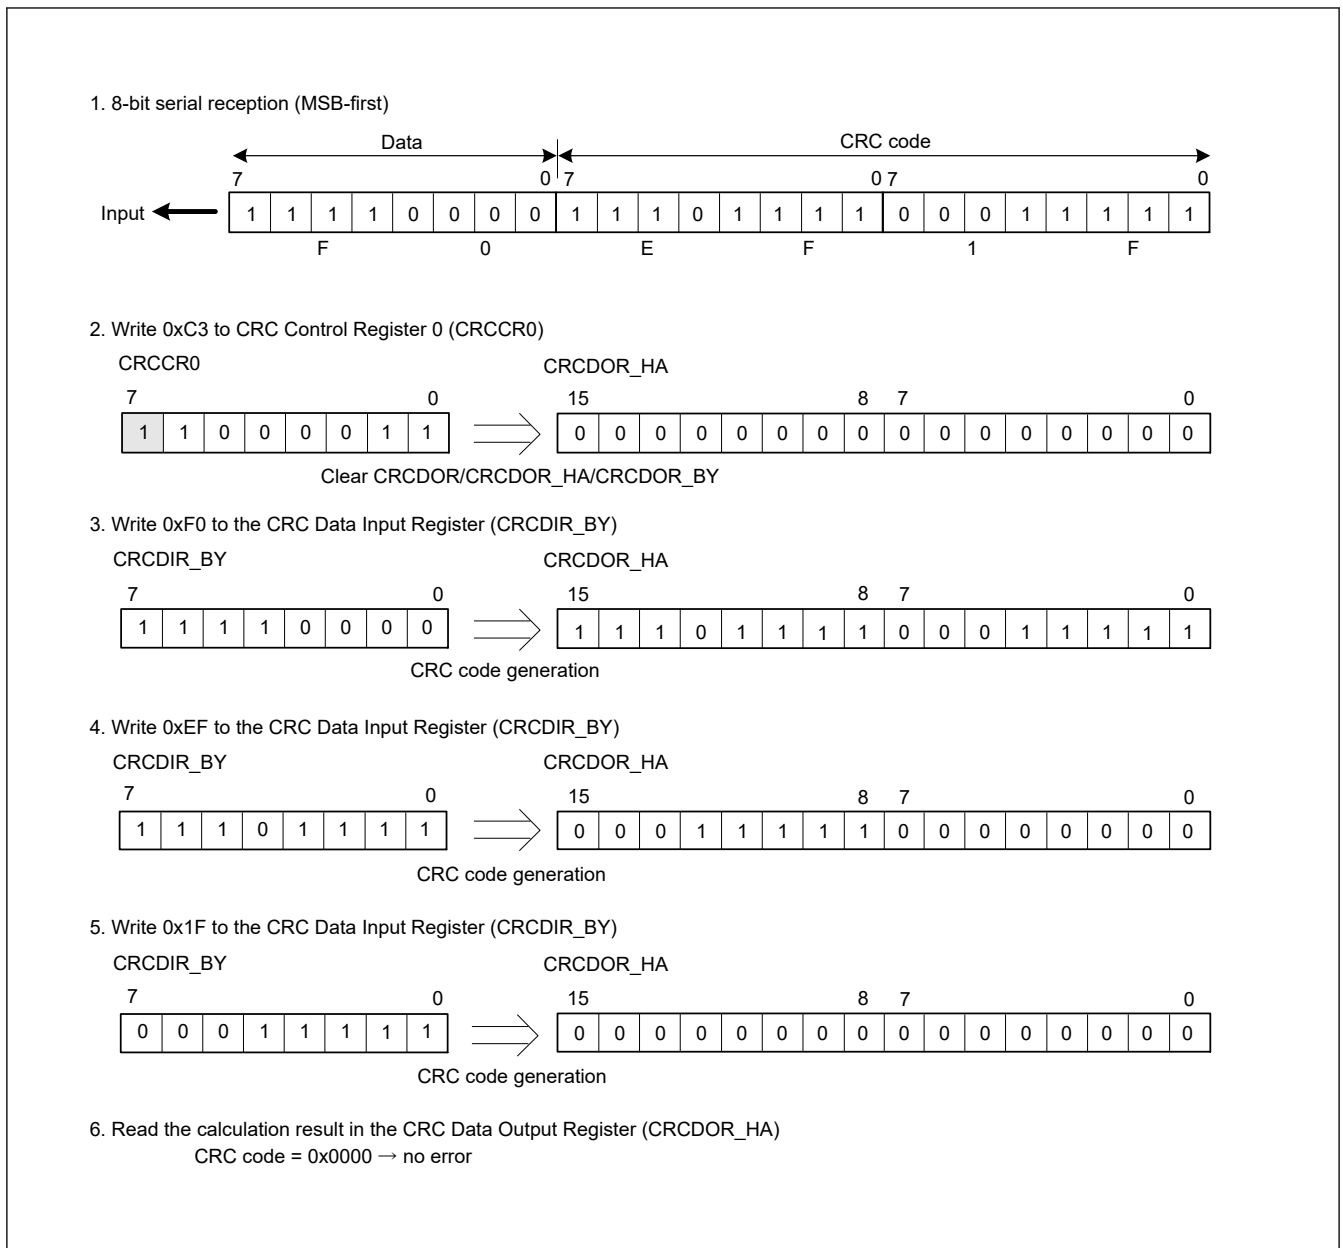 1. 8-bit serial reception (MSB-first)
Data CRC code
7 0 7 0 7 0
Input 1 1 1 1 0 0 0 0 1 1 1 0 1 1 1 1 0 0 0 1 1 1 1 1
F 0 E F 1 F
2. Write 0xC3 to CRC Control Register 0 (CRCCR0)
CRCCR0 CRCDOR_HA
7 0 15 8 7 0
1 1 0 0 0 0 1 1 0 0 0 0 0 0 0 0 0 0 0 0 0 0 0 0
Clear CRCDOR/CRCDOR_HA/CRCDOR_BY
3. Write 0xF0 to the CRC Data Input Register (CRCDIR_BY)
CRCDIR_BY CRCDOR_HA
7 0 15 8 7 0
1 1 1 1 0 0 0 0 1 1 1 0 1 1 1 1 0 0 0 1 1 1 1 1
CRC code generation
4. Write 0xEF to the CRC Data Input Register (CRCDIR_BY)
CRCDIR_BY CRCDOR_HA
7 0 15 8 7 0
1 1 1 0 1 1 1 1 0 0 0 1 1 1 1 1 0 0 0 0 0 0 0 0
CRC code generation
5. Write 0x1F to the CRC Data Input Register (CRCDIR_BY)
CRCDIR_BY CRCDOR_HA
7 0 15 8 7 0
0 0 0 1 1 1 1 1 0 0 0 0 0 0 0 0 0 0 0 0 0 0 0 0
CRC code generation
6. Read the calculation result in the CRC Data Output Register (CRCDOR_HA)
CRC code = 0x0000 → no error